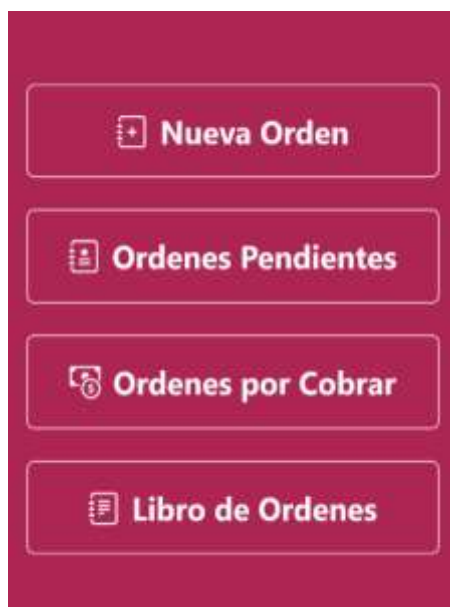 Nueva Orden
Ordenes Pendientes
Ordenes por Cobrar
Libro de Ordenes